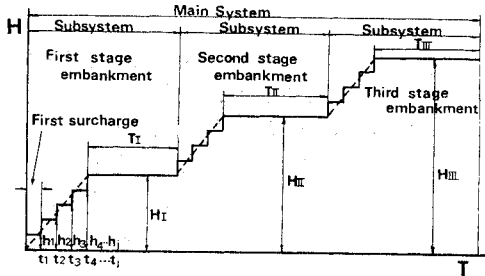 Main System
H
Subsystem Subsystem Subsystem
First stage
embankment
Second stage
embankment
Third stage
embankment
First surcharge
TI
TII
TIII
HI
HII
HIII
h1 h2 h3 h4...hj
t1 t2 t3 t4...ti
T